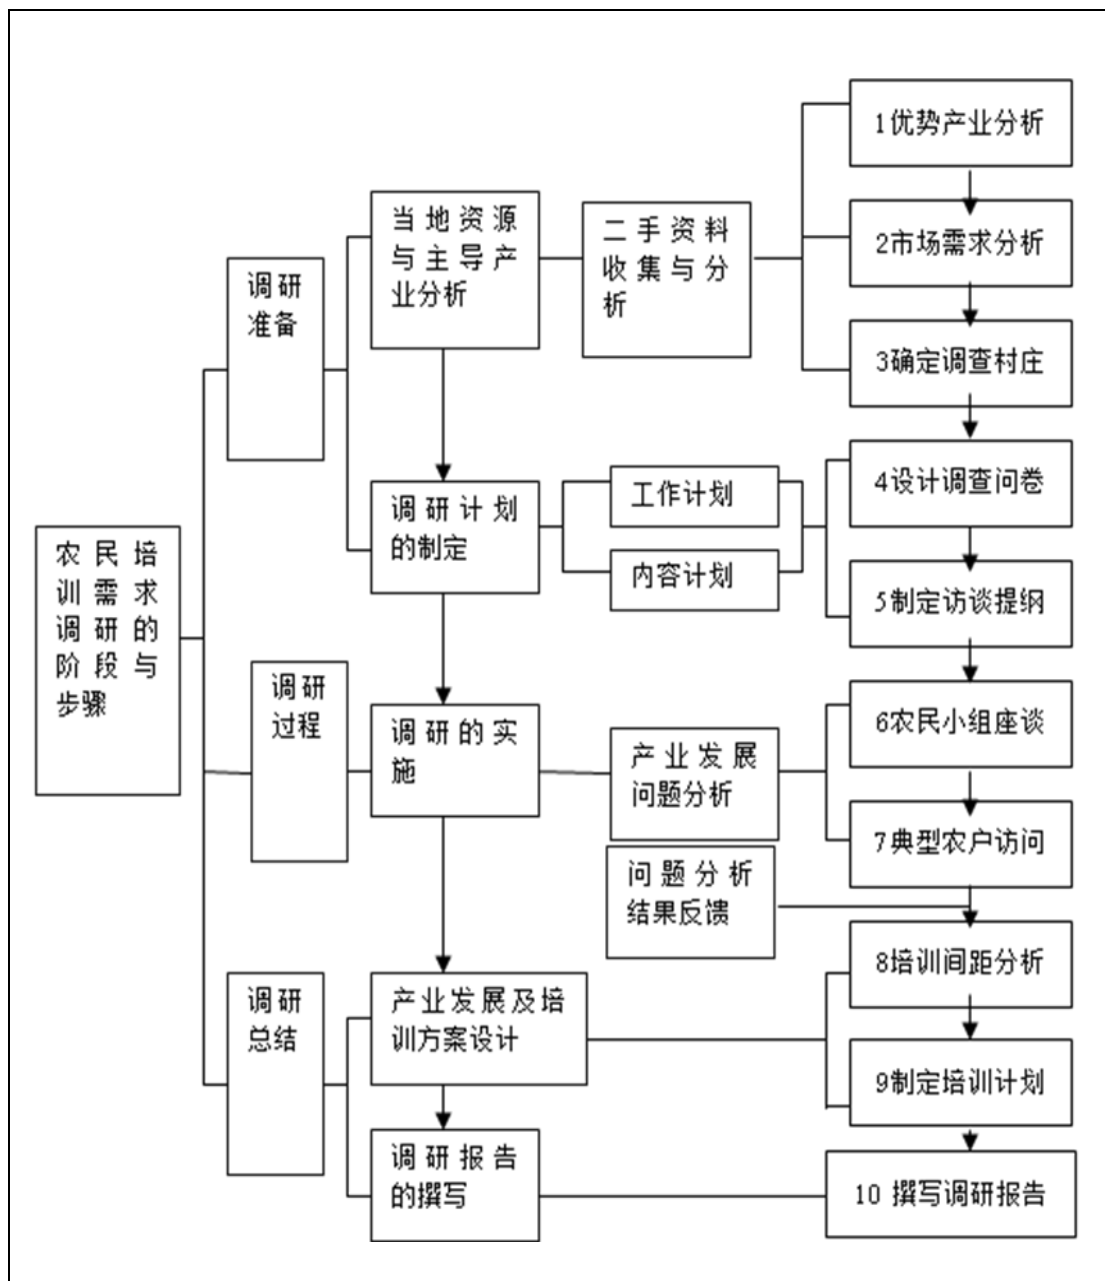 农民培
训需求
调研的
阶段与
步骤
调研
准备
当地资源
与主导产
业分析
二手资料
收集与分
析
1优势产业分析
2市场需求分析
3确定调查村庄
调研计划
的制定
工作计划
内容计划
4设计调查问卷
5制定访谈提纲
调研
过程
调研的实
施
产业发展
问题分析
6农民小组座谈
7典型农户访问
问题分析
结果反馈
调研
总结
产业发展及培
训方案设计
8培训间距分析
9制定培训计划
调研报告
的撰写
10 撰写调研报告